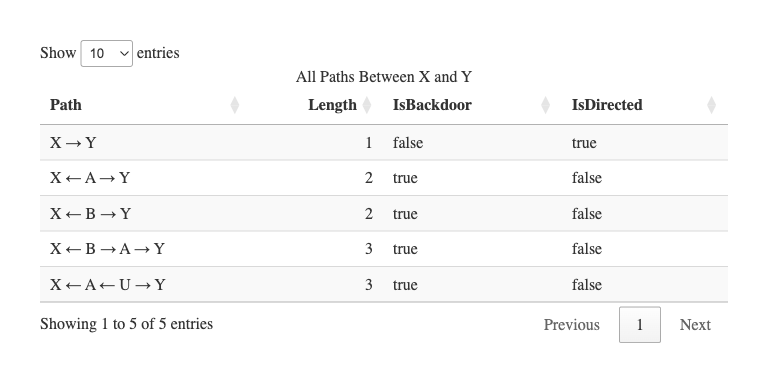 Show 10 entries
All Paths Between X and Y
Path Length IsBackdoor IsDirected
X → Y 1 false true
X ← A → Y 2 true false
X ← B → Y 2 true false
X ← B → A → Y 3 true false
X ← A ← U → Y 3 true false
Showing 1 to 5 of 5 entries Previous 1 Next